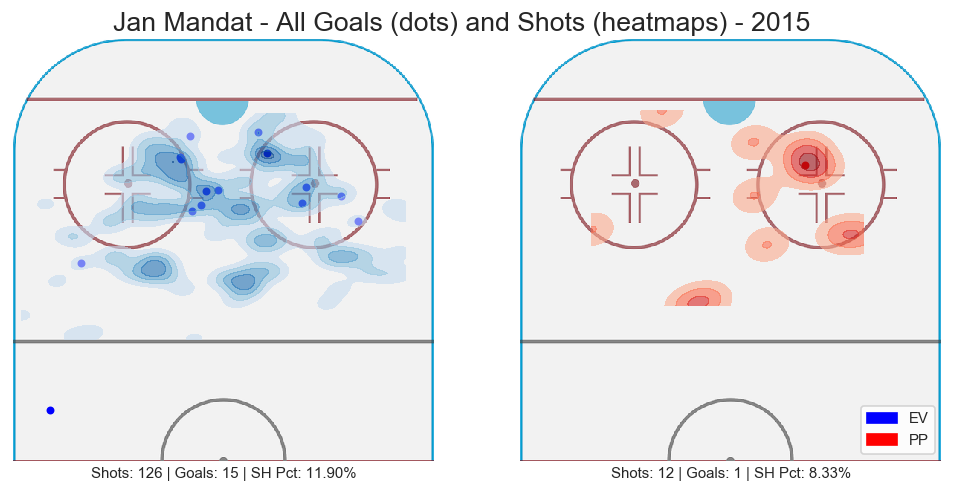 Jan Mandat - All Goals (dots) and Shots (heatmaps) - 2015
EV
PP
Shots: 126 | Goals: 15 | SH Pct: 11.90%
Shots: 12 | Goals: 1 | SH Pct: 8.33%